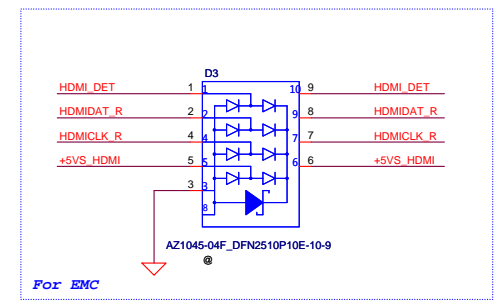 D3
HDMI_DET 1 1 10 9 HDMI_DET
HDMIDAT_R 2 2 9 8 HDMIDAT_R
HDMICLK_R 4 4 7 7 HDMICLK_R
+5VS_HDMI 5 5 6 6 +5VS_HDMI
3 3
8
AZ1045-04F_DFN2510P10E-10-9
@
For EMC